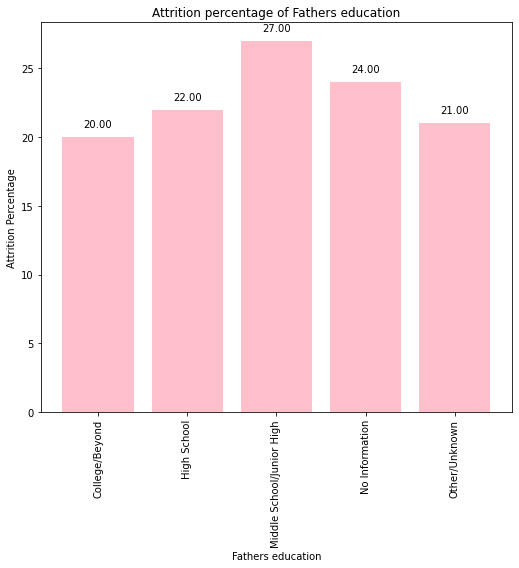 Attrition percentage of Fathers education
27.00
24.00
22.00
21.00
20.00
25
20
15
10
5
0
Attrition Percentage
College/Beyond
High School
Middle School/Junior High
No Information
Other/Unknown
Fathers education